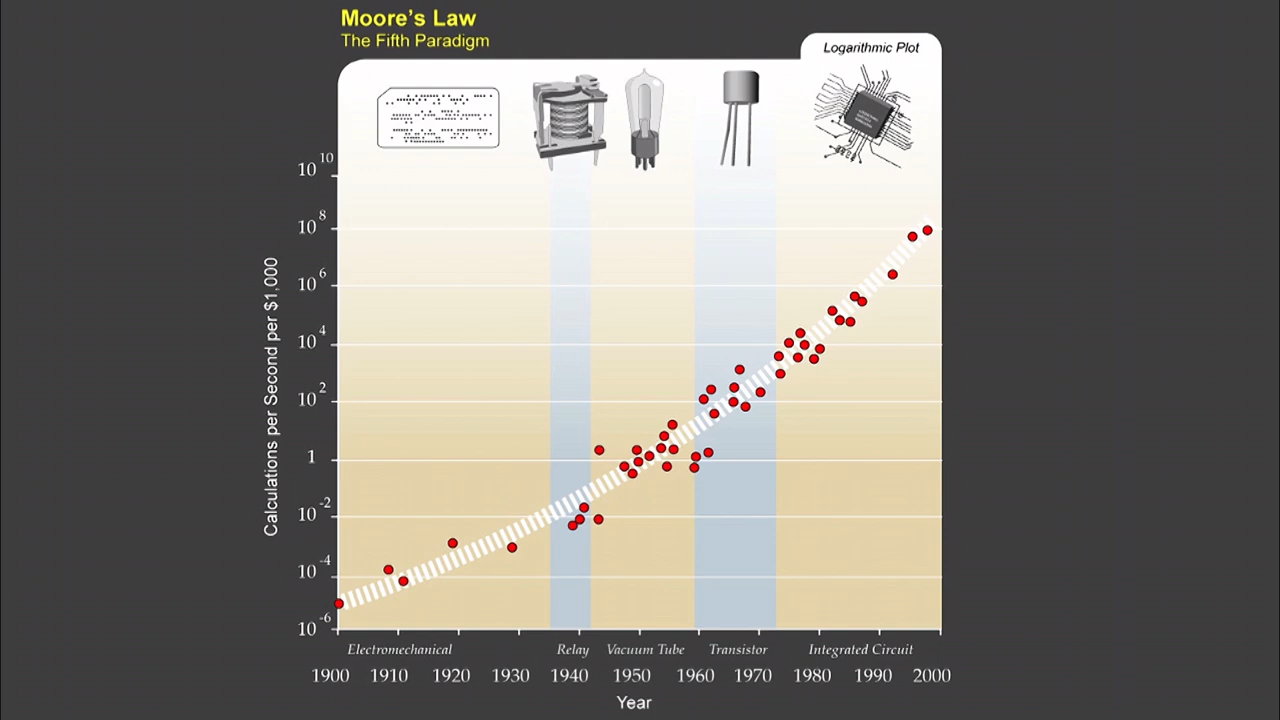 Moore's Law
The Fifth Paradigm
Logarithmic Plot
Calculations per Second per $1,000
10^10
10^8
10^6
10^4
10^2
1
10^-2
10^-4
10^-6
Electromechanical Relay Vacuum Tube Transistor Integrated Circuit
1900 1910 1920 1930 1940 1950 1960 1970 1980 1990 2000
Year